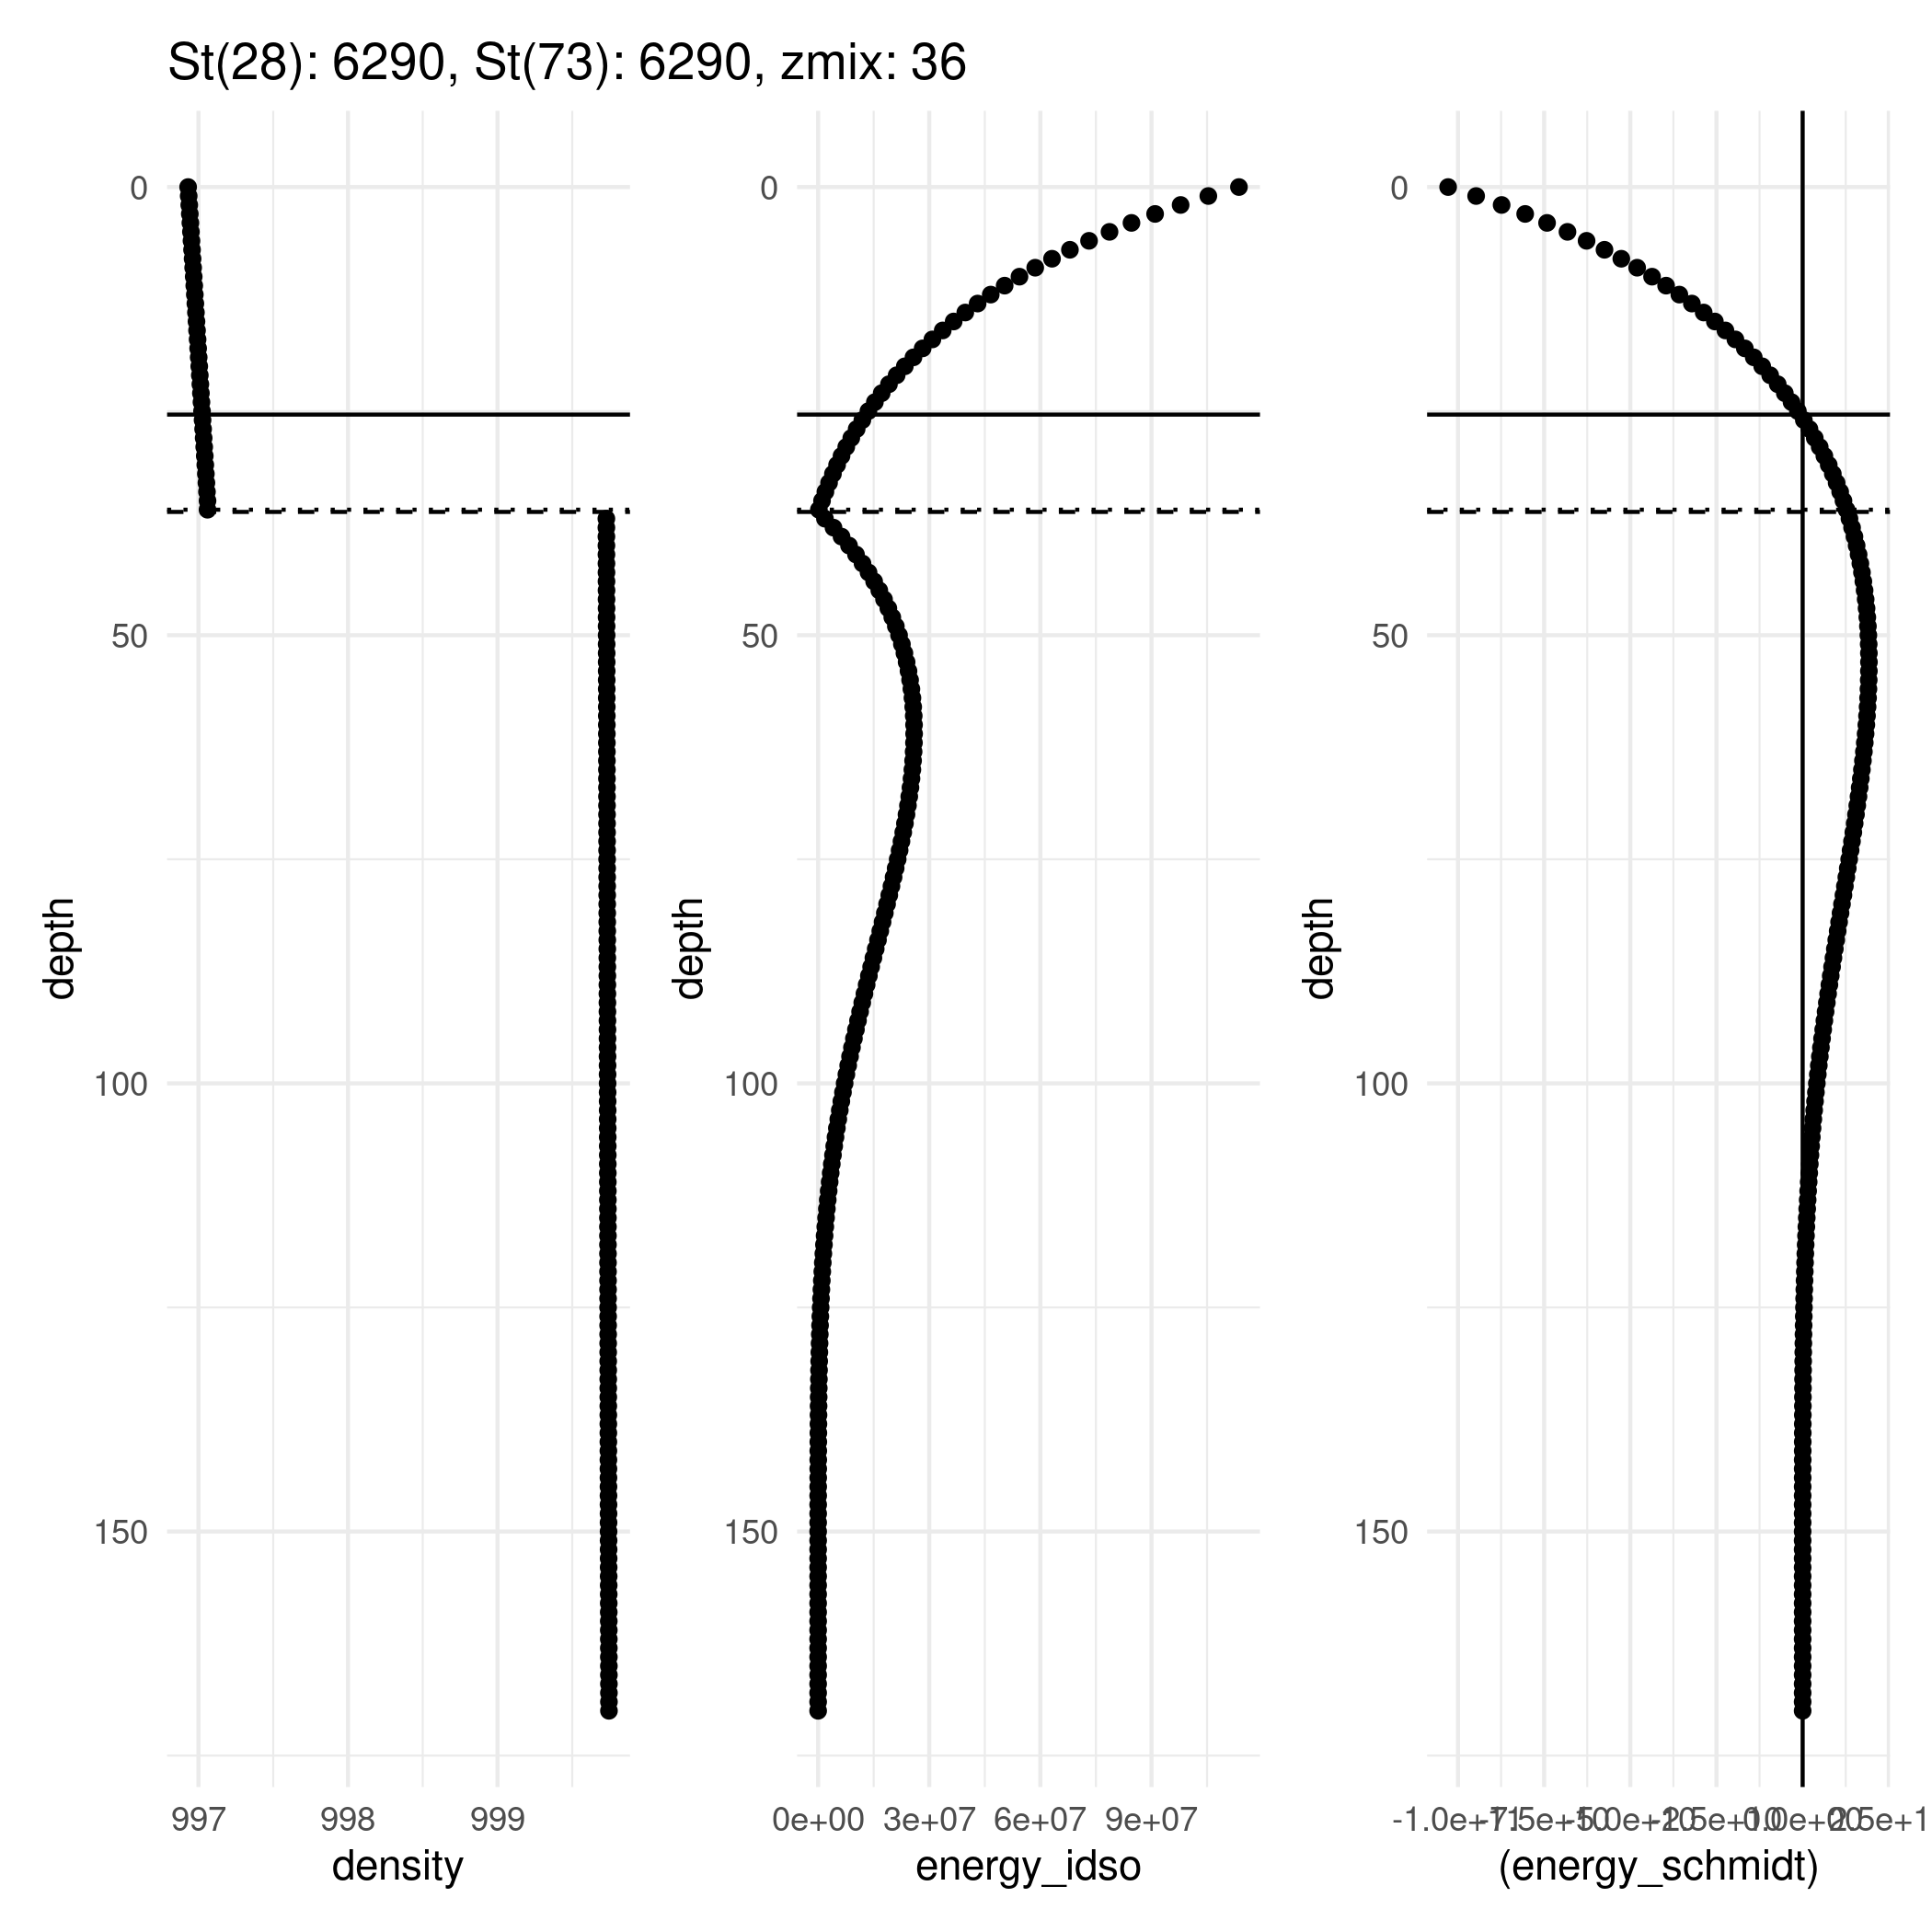 St(28): 6290, St(73): 6290, zmix: 36
0
50
100
150
depth
997 998 999
density
0
50
100
150
depth
0e+00 3e+07 6e+07 9e+07
energy_idso
0
50
100
150
depth
(energy_schmidt)